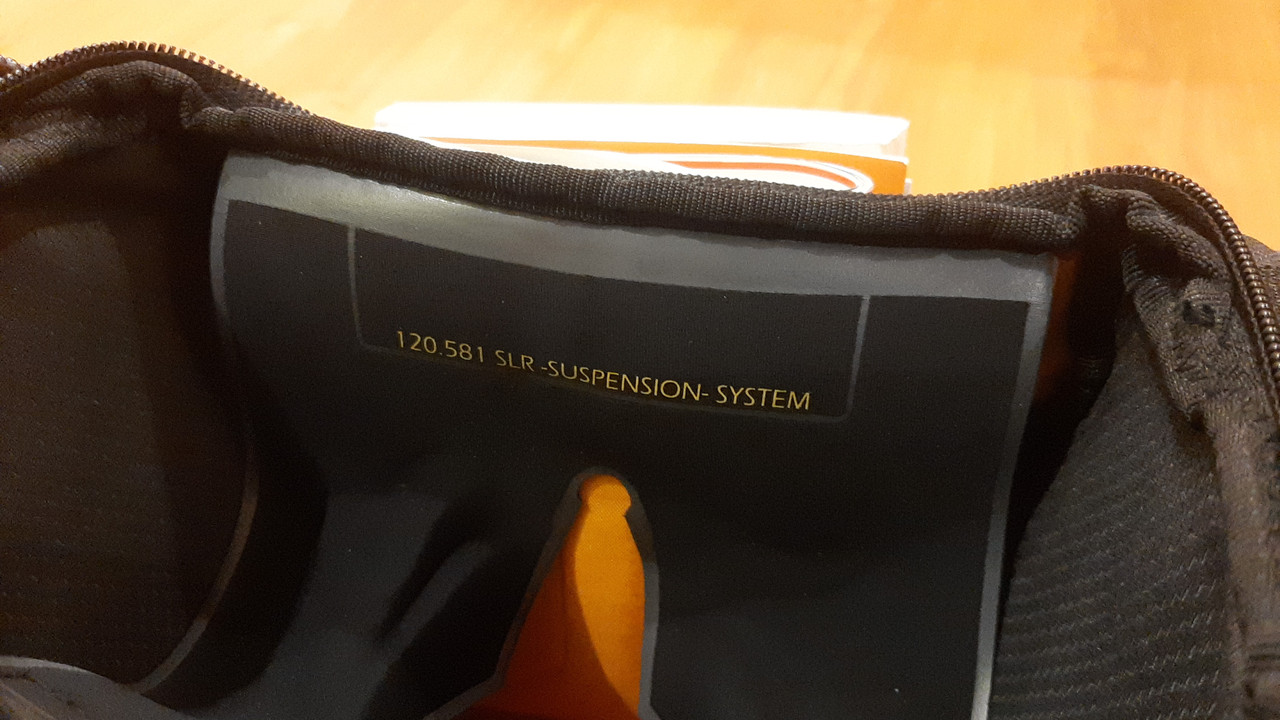 120.581 SLR -SUSPENSION- SYSTEM